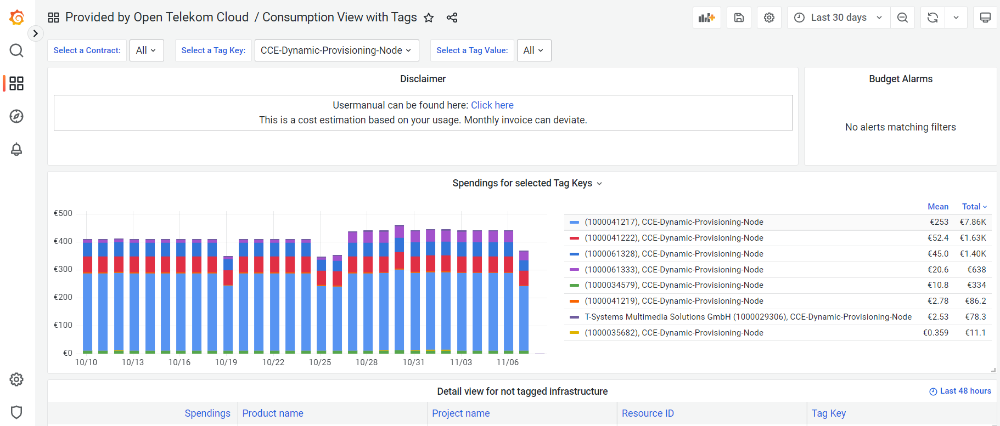 Provided by Open Telekom Cloud / Consumption View with Tags
Last 30 days
Select a Contract: All
Select a Tag Key: CCE-Dynamic-Provisioning-Node
Select a Tag Value: All
Disclaimer
Usermanual can be found here: Click here
This is a cost estimation based on your usage. Monthly invoice can deviate.
Budget Alarms
No alerts matching filters
Spendings for selected Tag Keys
€500
€400
€300
€200
€100
€0
10/10 10/13 10/16 10/19 10/22 10/25 10/28 10/31 11/03 11/06
Mean Total
(1000041217), CCE-Dynamic-Provisioning-Node €253 €7.86K
(1000041222), CCE-Dynamic-Provisioning-Node €52.4 €1.63K
(1000061328), CCE-Dynamic-Provisioning-Node €45.0 €1.40K
(1000061333), CCE-Dynamic-Provisioning-Node €20.6 €638
(1000034579), CCE-Dynamic-Provisioning-Node €10.8 €334
(1000041219), CCE-Dynamic-Provisioning-Node €2.78 €86.2
T-Systems Multimedia Solutions GmbH (1000029306), CCE-Dynamic-Provisioning-Node €2.53 €78.3
(1000035682), CCE-Dynamic-Provisioning-Node €0.359 €11.1
Detail view for not tagged infrastructure
Last 48 hours
Spendings Product name Project name Resource ID Tag Key